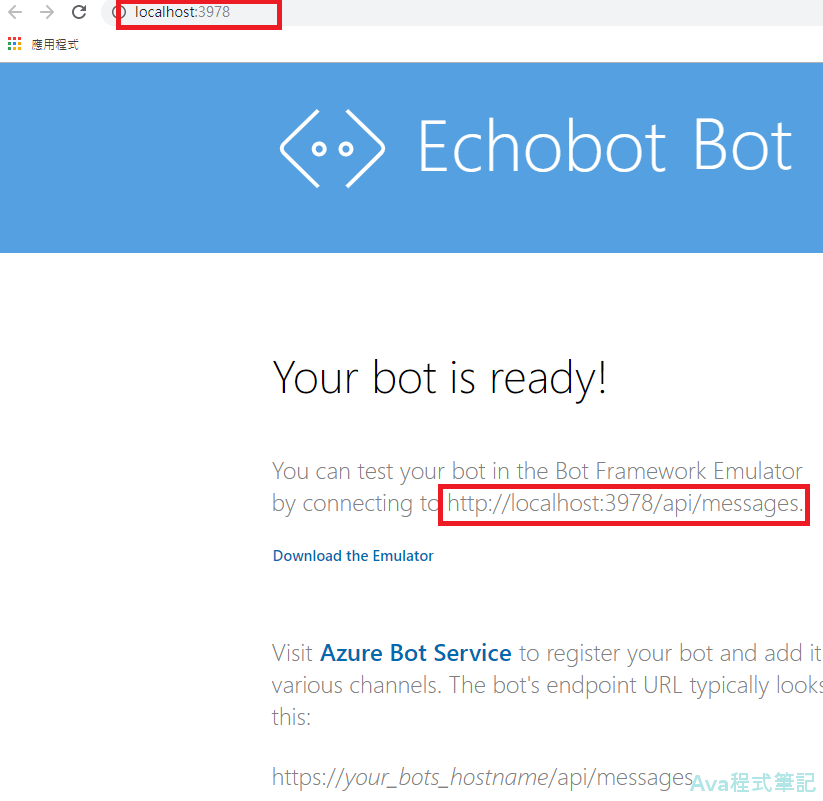 localhost:3978
應用程式
Echobot Bot
Your bot is ready!
You can test your bot in the Bot Framework Emulator
by connecting to http://localhost:3978/api/messages.
Download the Emulator
Visit Azure Bot Service to register your bot and add it
various channels. The bot's endpoint URL typically looks
this:
https://your_bots_hostname/api/messages
Ava程式筆記